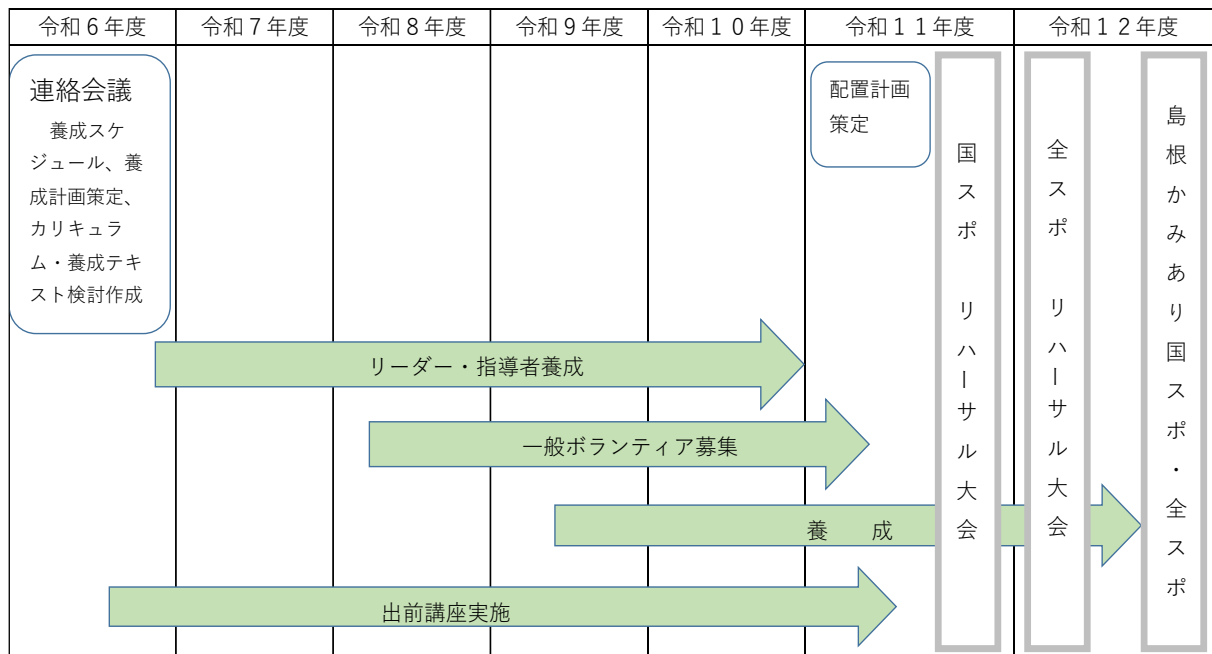 令和６年度
令和７年度
令和８年度
令和９年度
令和１０年度
令和１１年度
令和１２年度
連絡会議
養成スケ
ジュール、養
成計画策定、
カリキュラ
ム・養成テキ
スト検討作成
配置計画
策定
国スポ　リハーサル大会
全スポ　リハーサル大会
島根かみあり国スポ・全スポ
リーダー・指導者養成
一般ボランティア募集
養　成
出前講座実施